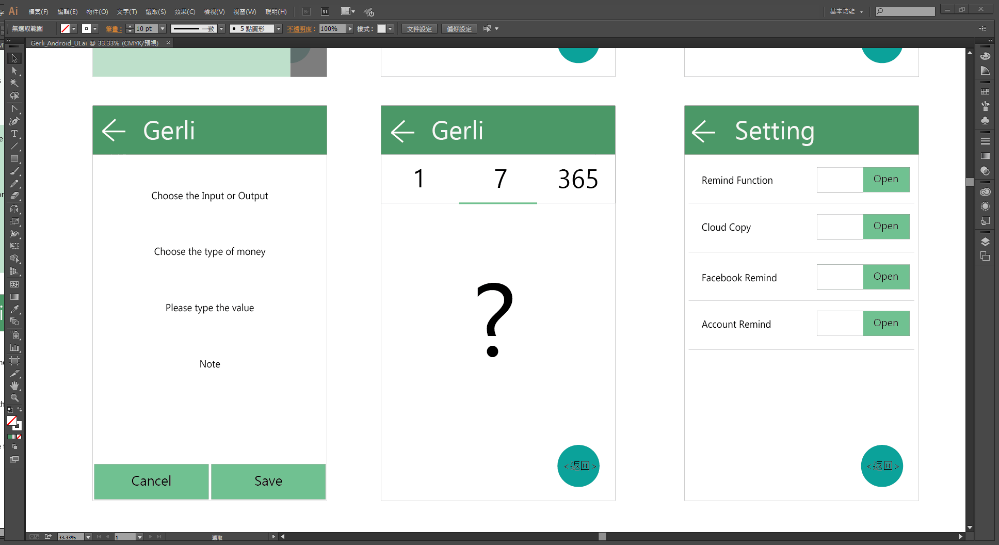 Ai 檔案(F) 編輯(E) 物件(O) 文字(T) 選取(S) 效果(C) 檢視(V) 視窗(W) 說明(H) Br St 基本功能
無選取範圍 筆畫： 10 pt 一致 5 點圓形 不透明度： 100% 樣式： 文件設定 偏好設定
Gerli_Android_UI.ai @ 33.33% (CMYK/預視) ×
Gerli
Choose the Input or Output
Choose the type of money
Please type the value
Note
Cancel
Save
Gerli
1 7 365
?
<返回>
Setting
Remind Function Open
Cloud Copy Open
Facebook Remind Open
Account Remind Open
<返回>
33.33% 1 選取